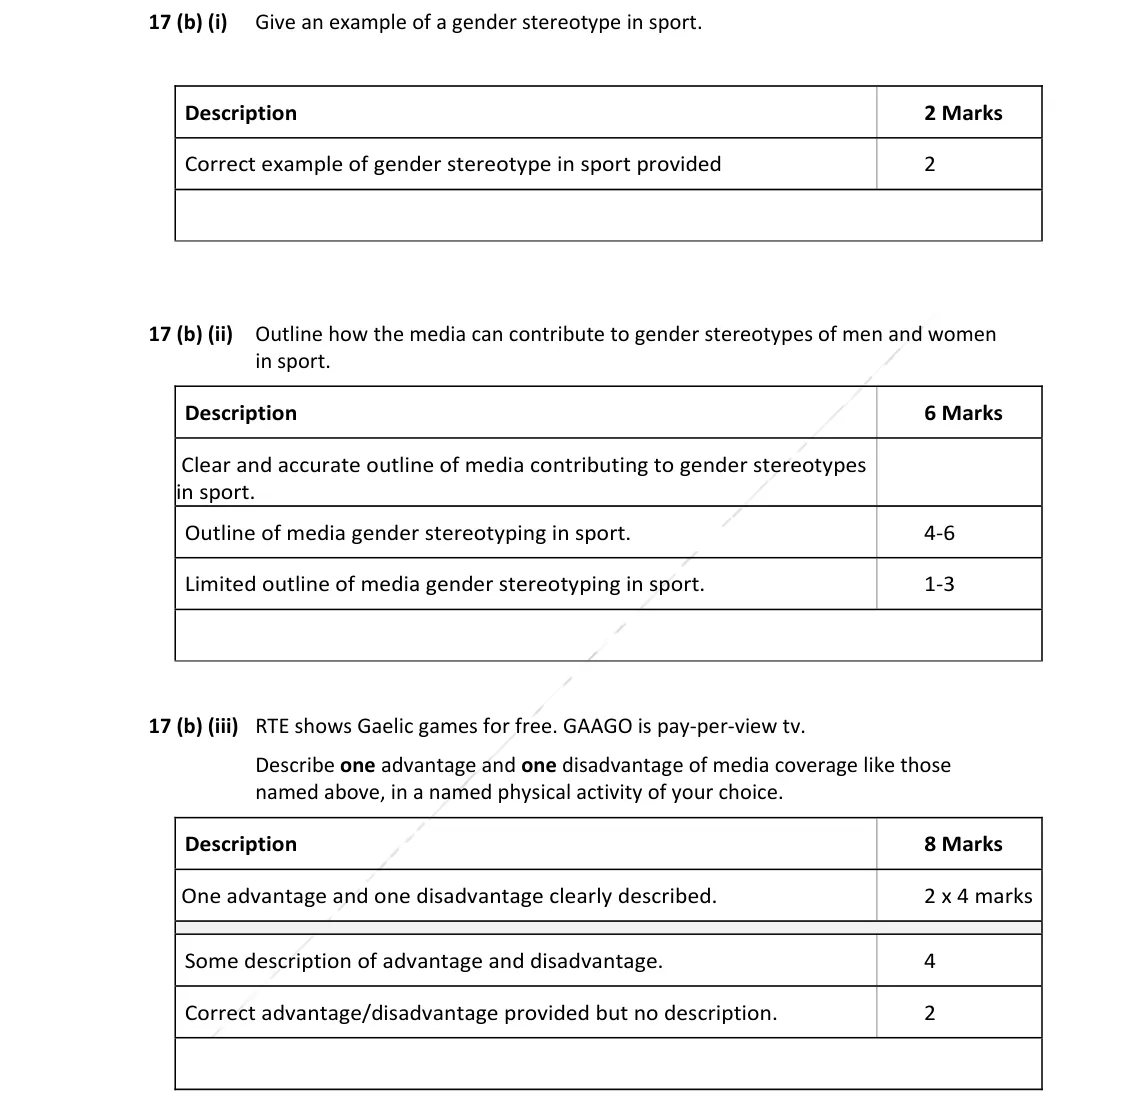 17 (b) (i) Give an example of a gender stereotype in sport.
Description 2 Marks
Correct example of gender stereotype in sport provided 2
17 (b) (ii) Outline how the media can contribute to gender stereotypes of men and women
in sport.
Description 6 Marks
Clear and accurate outline of media contributing to gender stereotypes
in sport.
Outline of media gender stereotyping in sport. 4-6
Limited outline of media gender stereotyping in sport. 1-3
17 (b) (iii) RTE shows Gaelic games for free. GAAGO is pay-per-view tv.
Describe one advantage and one disadvantage of media coverage like those
named above, in a named physical activity of your choice.
Description 8 Marks
One advantage and one disadvantage clearly described. 2 x 4 marks
Some description of advantage and disadvantage. 4
Correct advantage/disadvantage provided but no description. 2